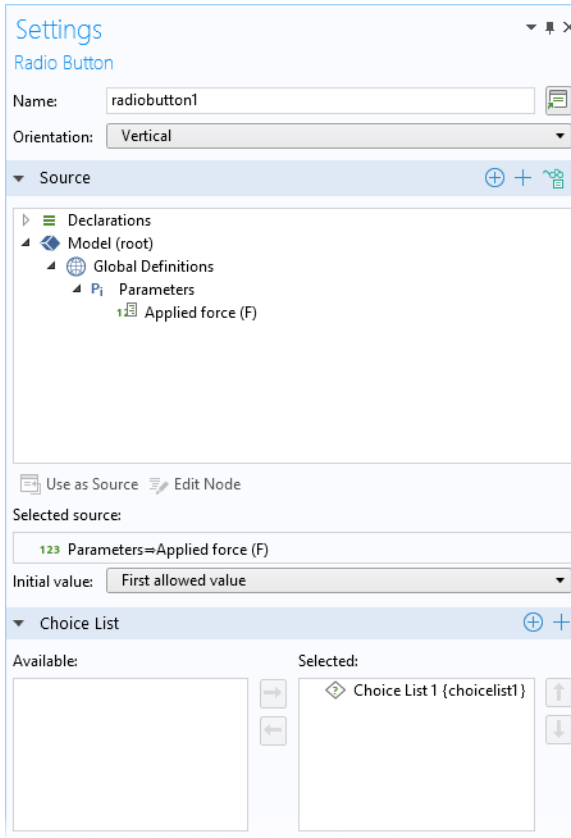 Settings
Radio Button
Name: radiobutton1
Orientation: Vertical
Source
Declarations
Model (root)
Global Definitions
Pi Parameters
Applied force (F)
Use as Source Edit Node
Selected source:
123 Parameters⇒Applied force (F)
Initial value: First allowed value
Choice List
Available: Selected:
Choice List 1 {choicelist1}